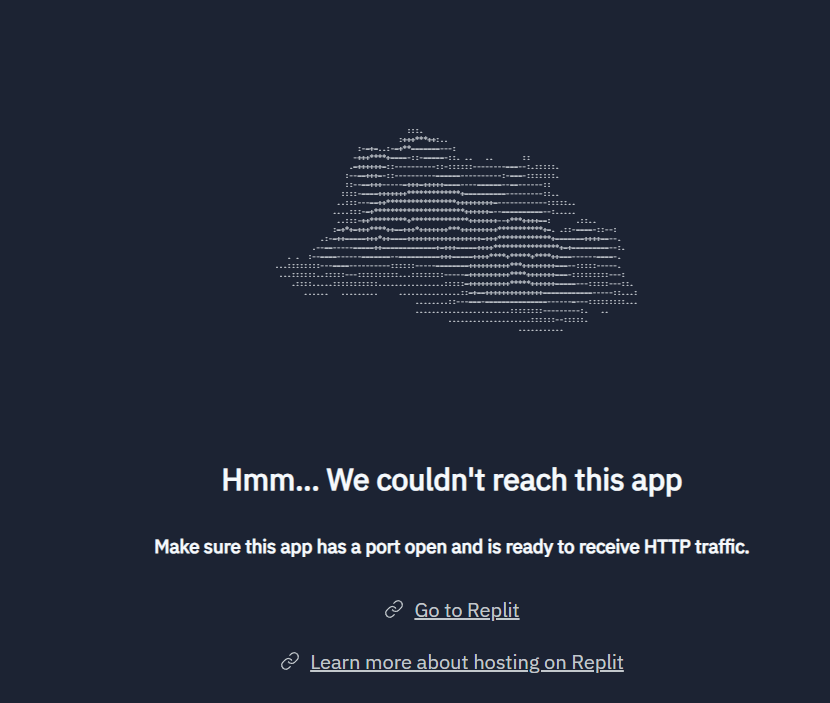 Hmm... We couldn't reach this app
Make sure this app has a port open and is ready to receive HTTP traffic.
Go to Replit
Learn more about hosting on Replit